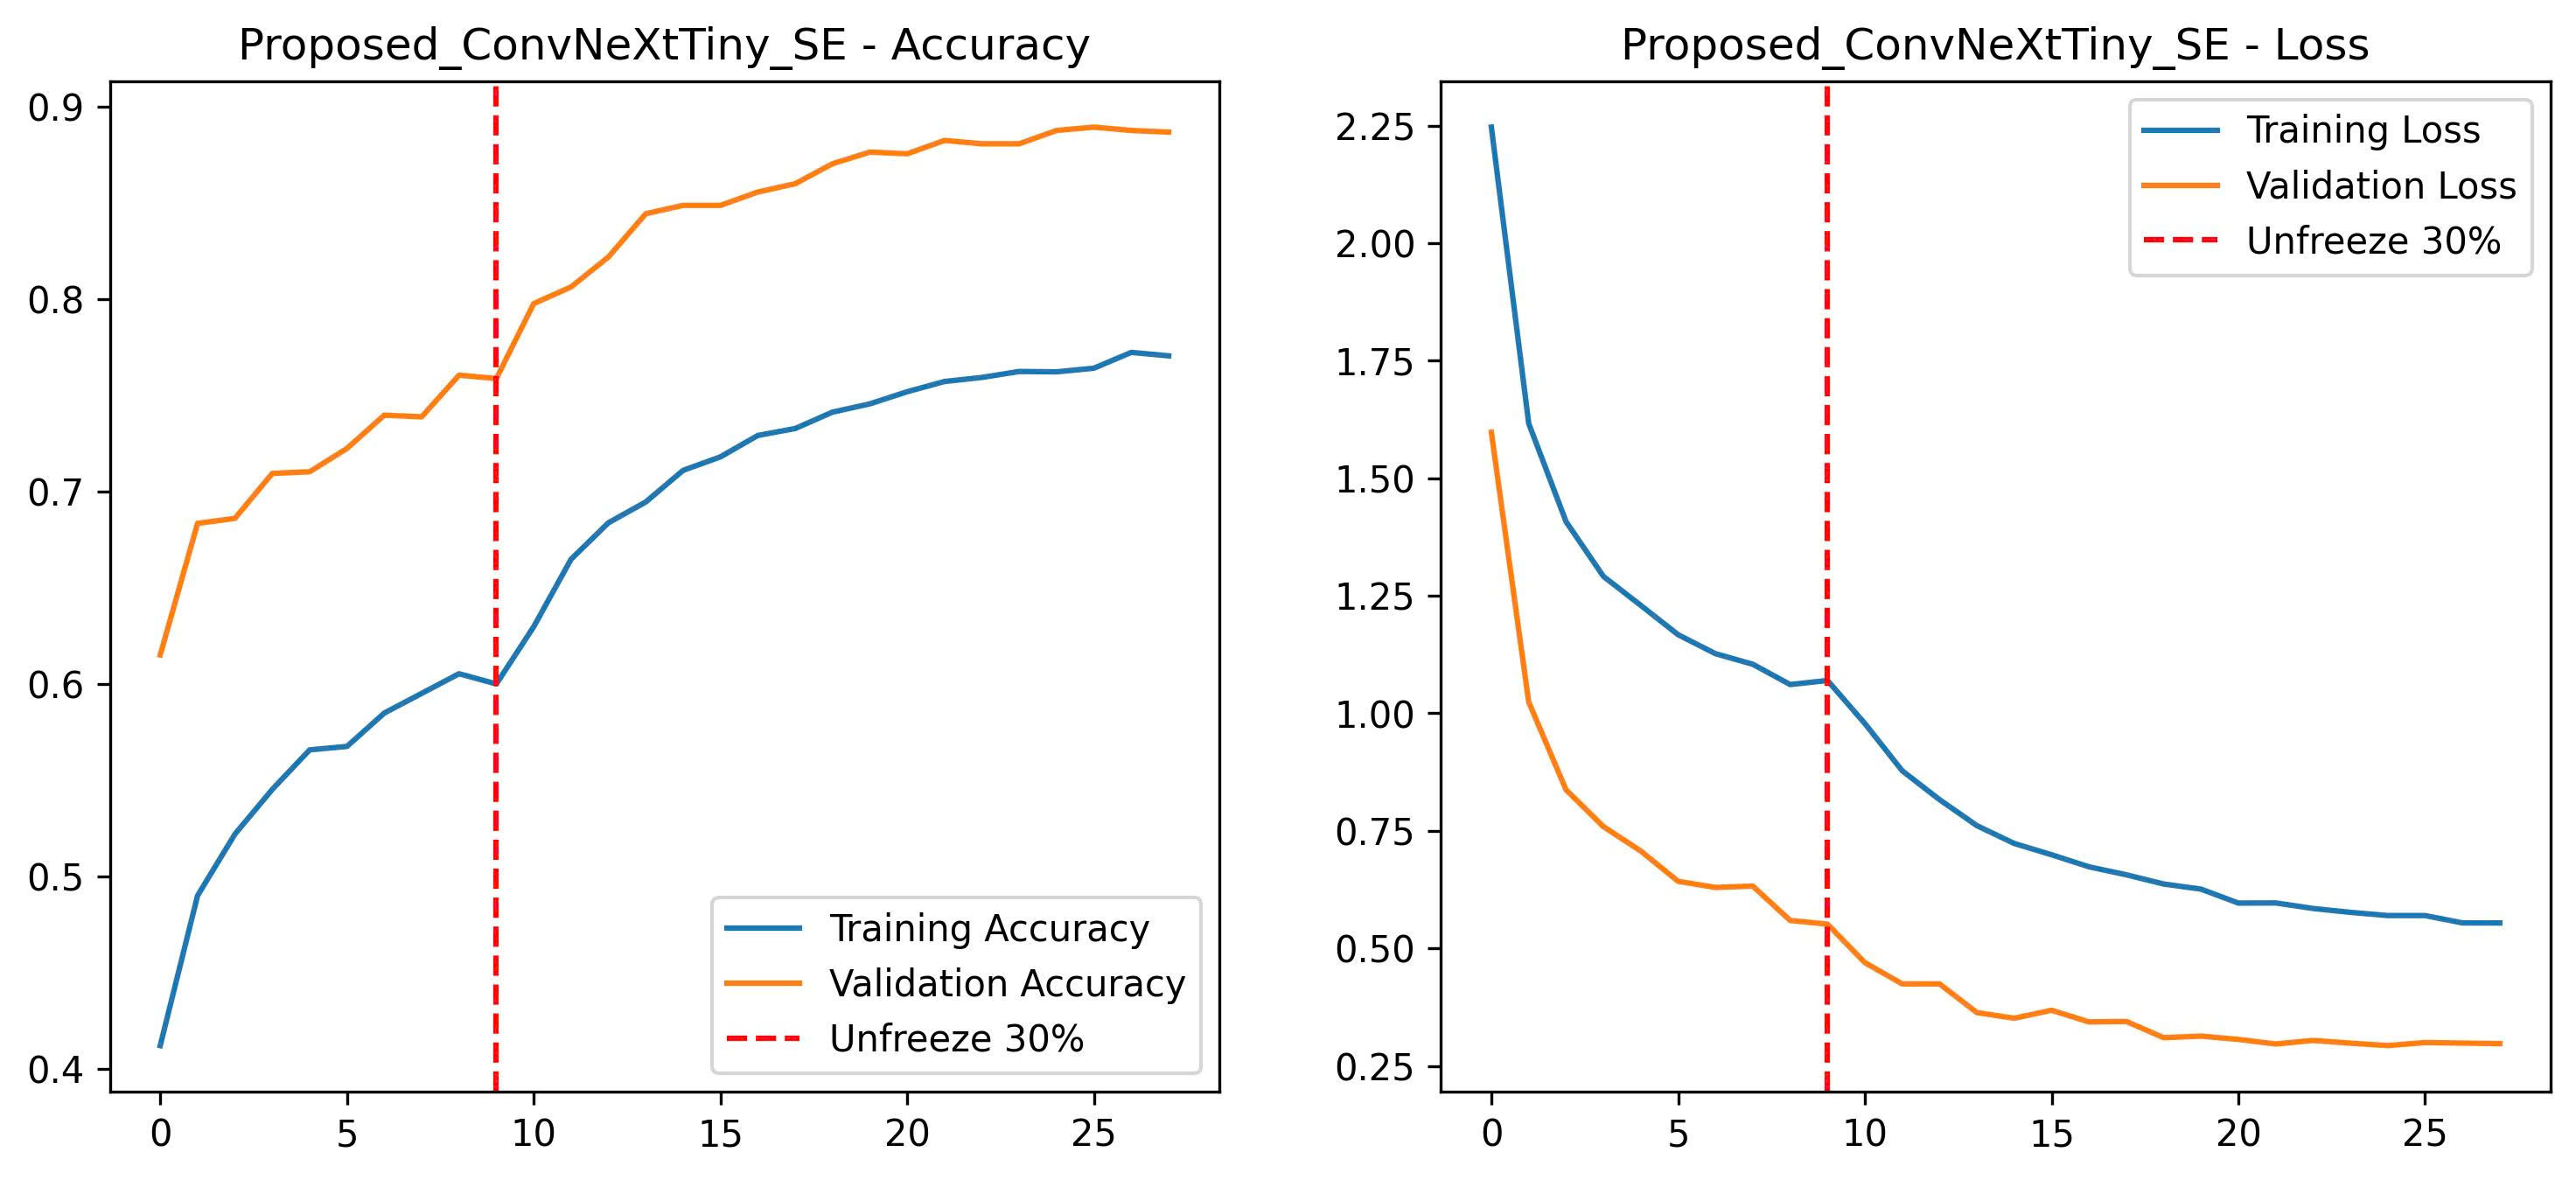 Proposed_ConvNeXtTiny_SE - Accuracy
0.9
0.8
0.7
0.6
0.5
0.4
0 5 10 15 20 25
Training Accuracy
Validation Accuracy
Unfreeze 30%
Proposed_ConvNeXtTiny_SE - Loss
2.25
2.00
1.75
1.50
1.25
1.00
0.75
0.50
0.25
0 5 10 15 20 25
Training Loss
Validation Loss
Unfreeze 30%